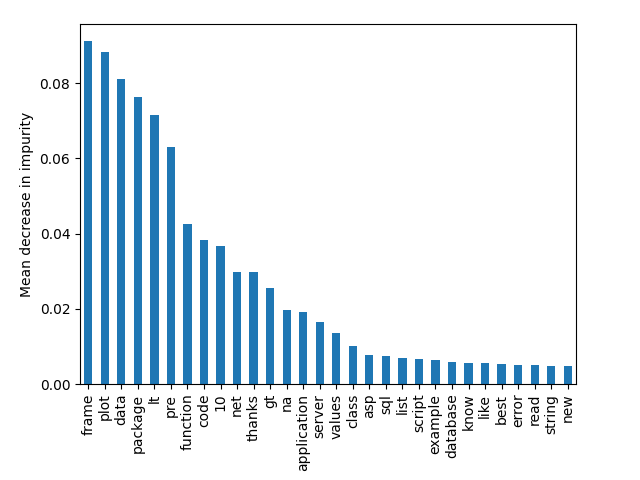 Mean decrease in impurity
0.08
0.06
0.04
0.02
0.00
frame
plot
data
package
lt
pre
function
code
10
net
thanks
gt
na
application
server
values
class
asp
sql
list
script
example
database
know
like
best
error
read
string
new